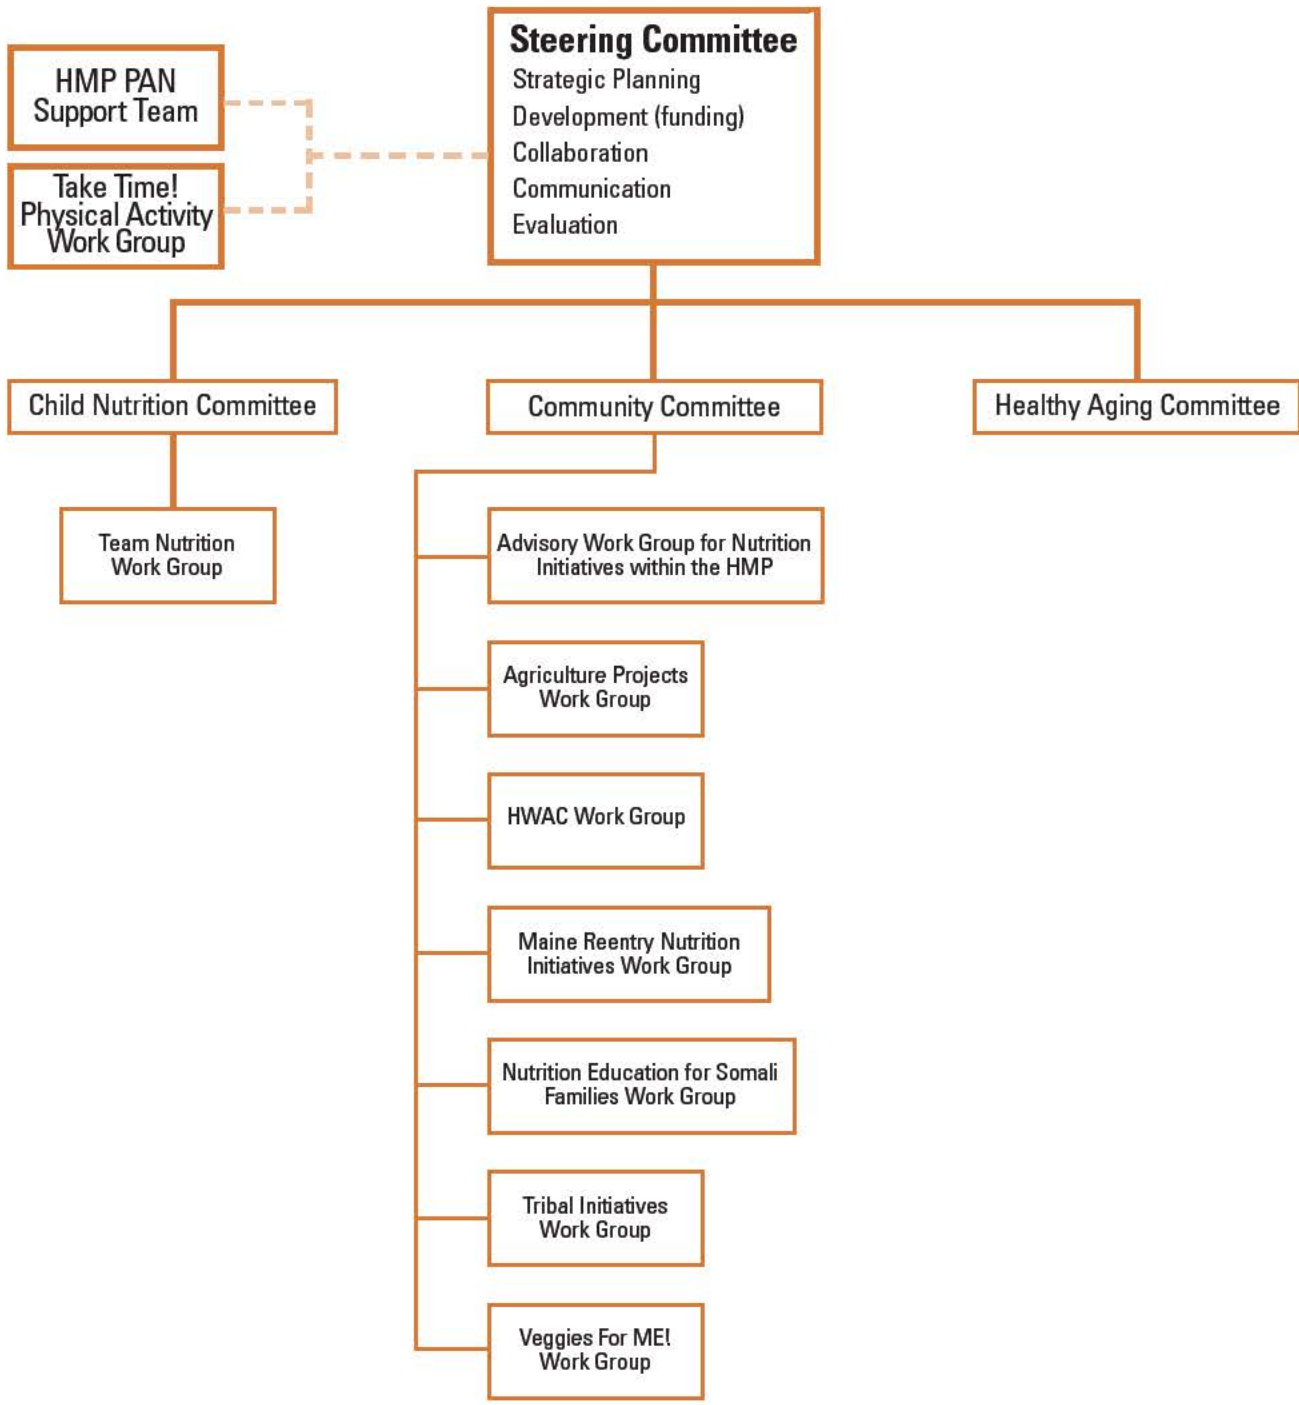 Steering Committee
Strategic Planning
Development (funding)
Collaboration
Communication
Evaluation
HMP PAN
Support Team
Take Time!
Physical Activity
Work Group
Child Nutrition Committee
Community Committee
Healthy Aging Committee
Team Nutrition
Work Group
Advisory Work Group for Nutrition
Initiatives within the HMP
Agriculture Projects
Work Group
HWAC Work Group
Maine Reentry Nutrition
Initiatives Work Group
Nutrition Education for Somali
Families Work Group
Tribal Initiatives
Work Group
Veggies For ME!
Work Group